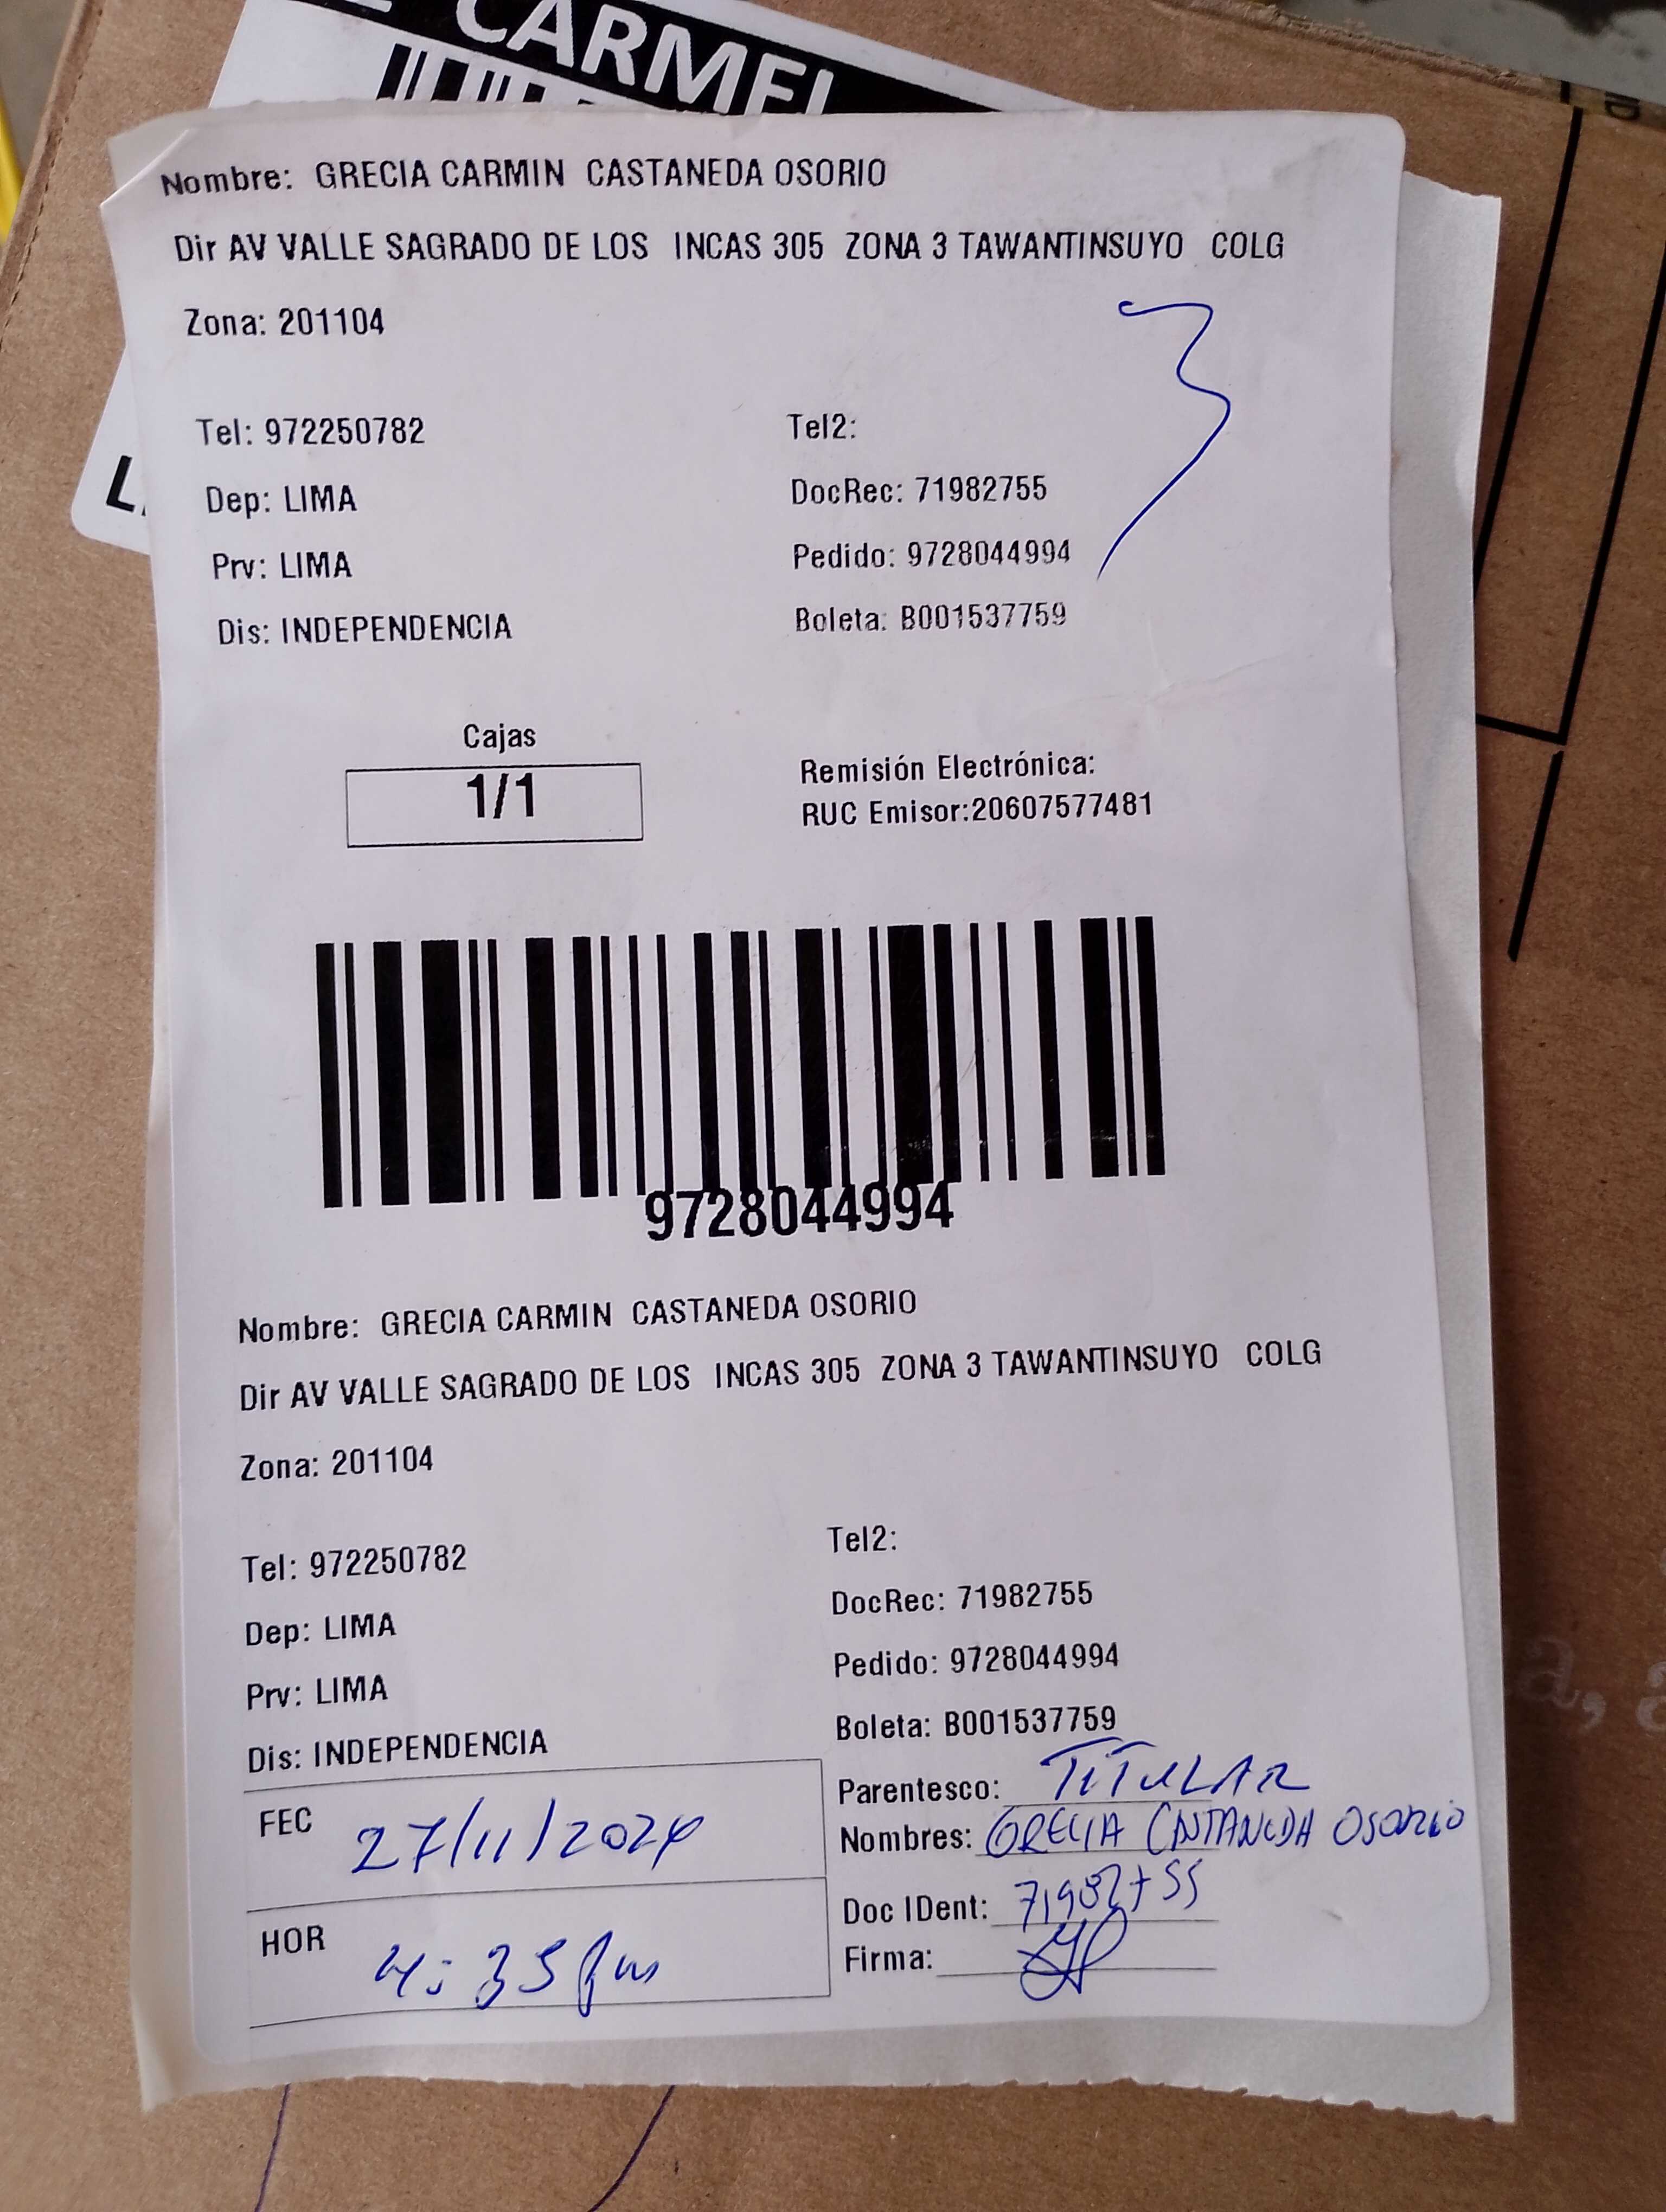 CARMEL
Nombre: GRECIA CARMIN CASTANEDA OSORIO
Dir AV VALLE SAGRADO DE LOS INCAS 305 ZONA 3 TAWANTINSUYO COLG
Zona: 201104
Tel: 972250782 Tel2:
Dep: LIMA DocRec: 71982755
Prv: LIMA Pedido: 9728044994
Dis: INDEPENDENCIA Boleta: B001537759
Cajas
1/1
Remisión Electrónica:
RUC Emisor:20607577481
9728044994
Nombre: GRECIA CARMIN CASTANEDA OSORIO
Dir AV VALLE SAGRADO DE LOS INCAS 305 ZONA 3 TAWANTINSUYO COLG
Zona: 201104
Tel: 972250782 Tel2:
Dep: LIMA DocRec: 71982755
Prv: LIMA Pedido: 9728044994
Dis: INDEPENDENCIA Boleta: B001537759
FEC 27/11/2024
HOR 4:35 pm
Parentesco: TITULAR
Nombres: GRECIA CASTANEDA OSORIO
Doc IDent: 71982755
Firma: